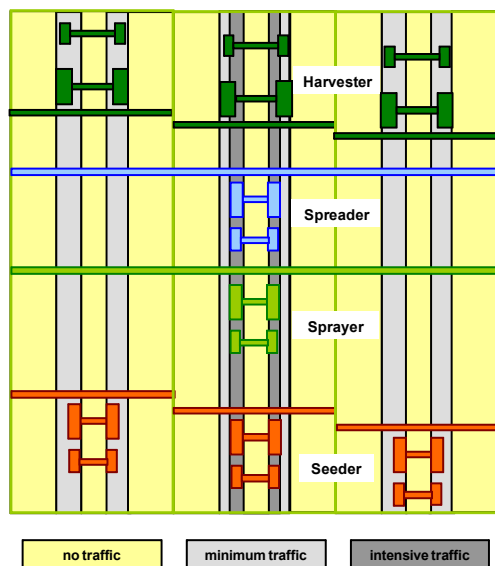 Harvester
Spreader
Sprayer
Seeder
no traffic
minimum traffic
intensive traffic